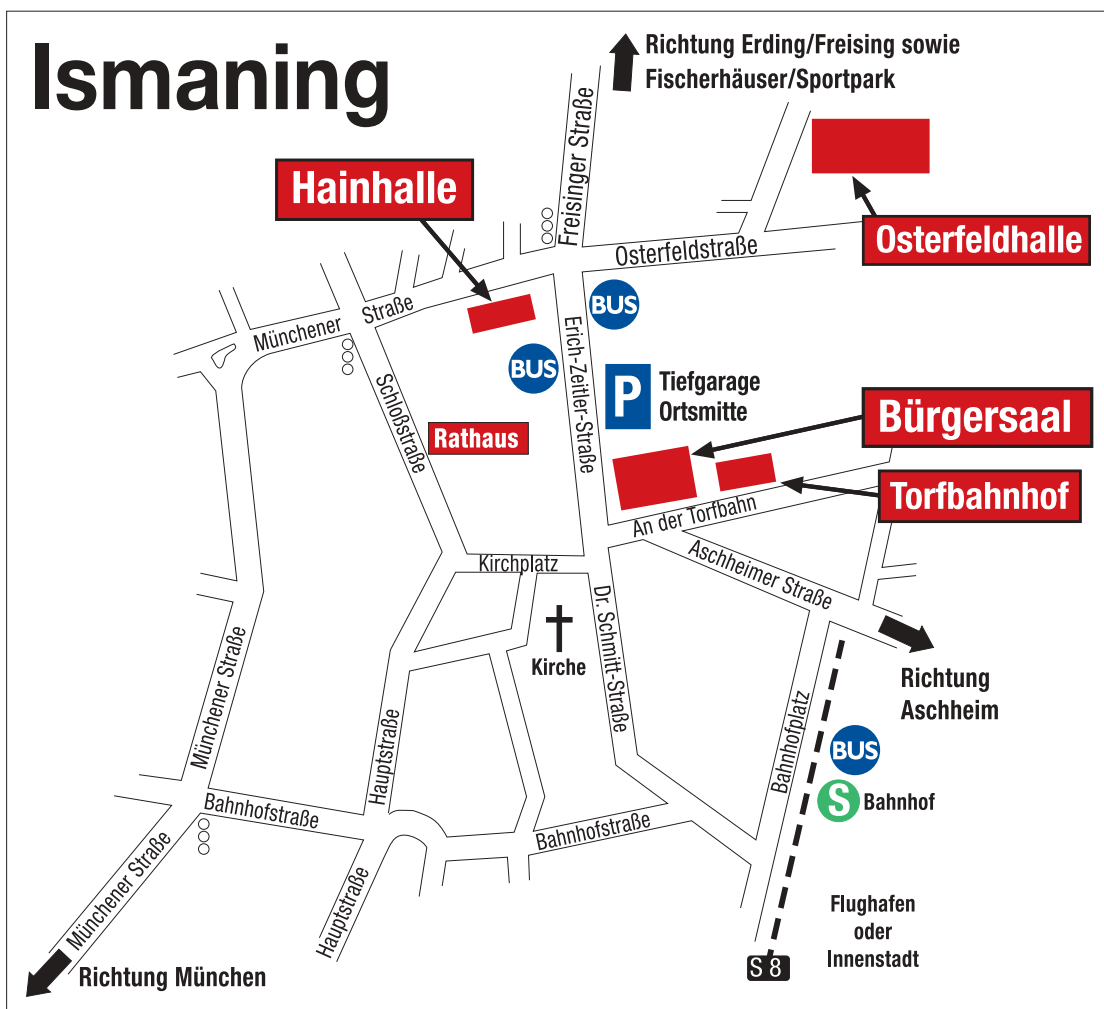 Ismaning
Richtung Erding/Freising sowie
Fischerhäuser/Sportpark
Freisinger Straße
Hainhalle
Osterfeldhalle
Osterfeldstraße
Münchener Straße
BUS
BUS
Erich-Zeitler-Straße
Schloßstraße
P
Tiefgarage
Ortsmitte
Rathaus
Bürgersaal
Torfbahnhof
An der Torfbahn
Kirchplatz
Aschheimer Straße
Dr. Schmitt-Straße
Kirche
Richtung
Aschheim
Münchener Straße
Hauptstraße
Bahnhofplatz
BUS
S
Bahnhof
Bahnhofstraße
Bahnhofstraße
Münchener Straße
Hauptstraße
Flughafen
oder
Innenstadt
S 8
Richtung München